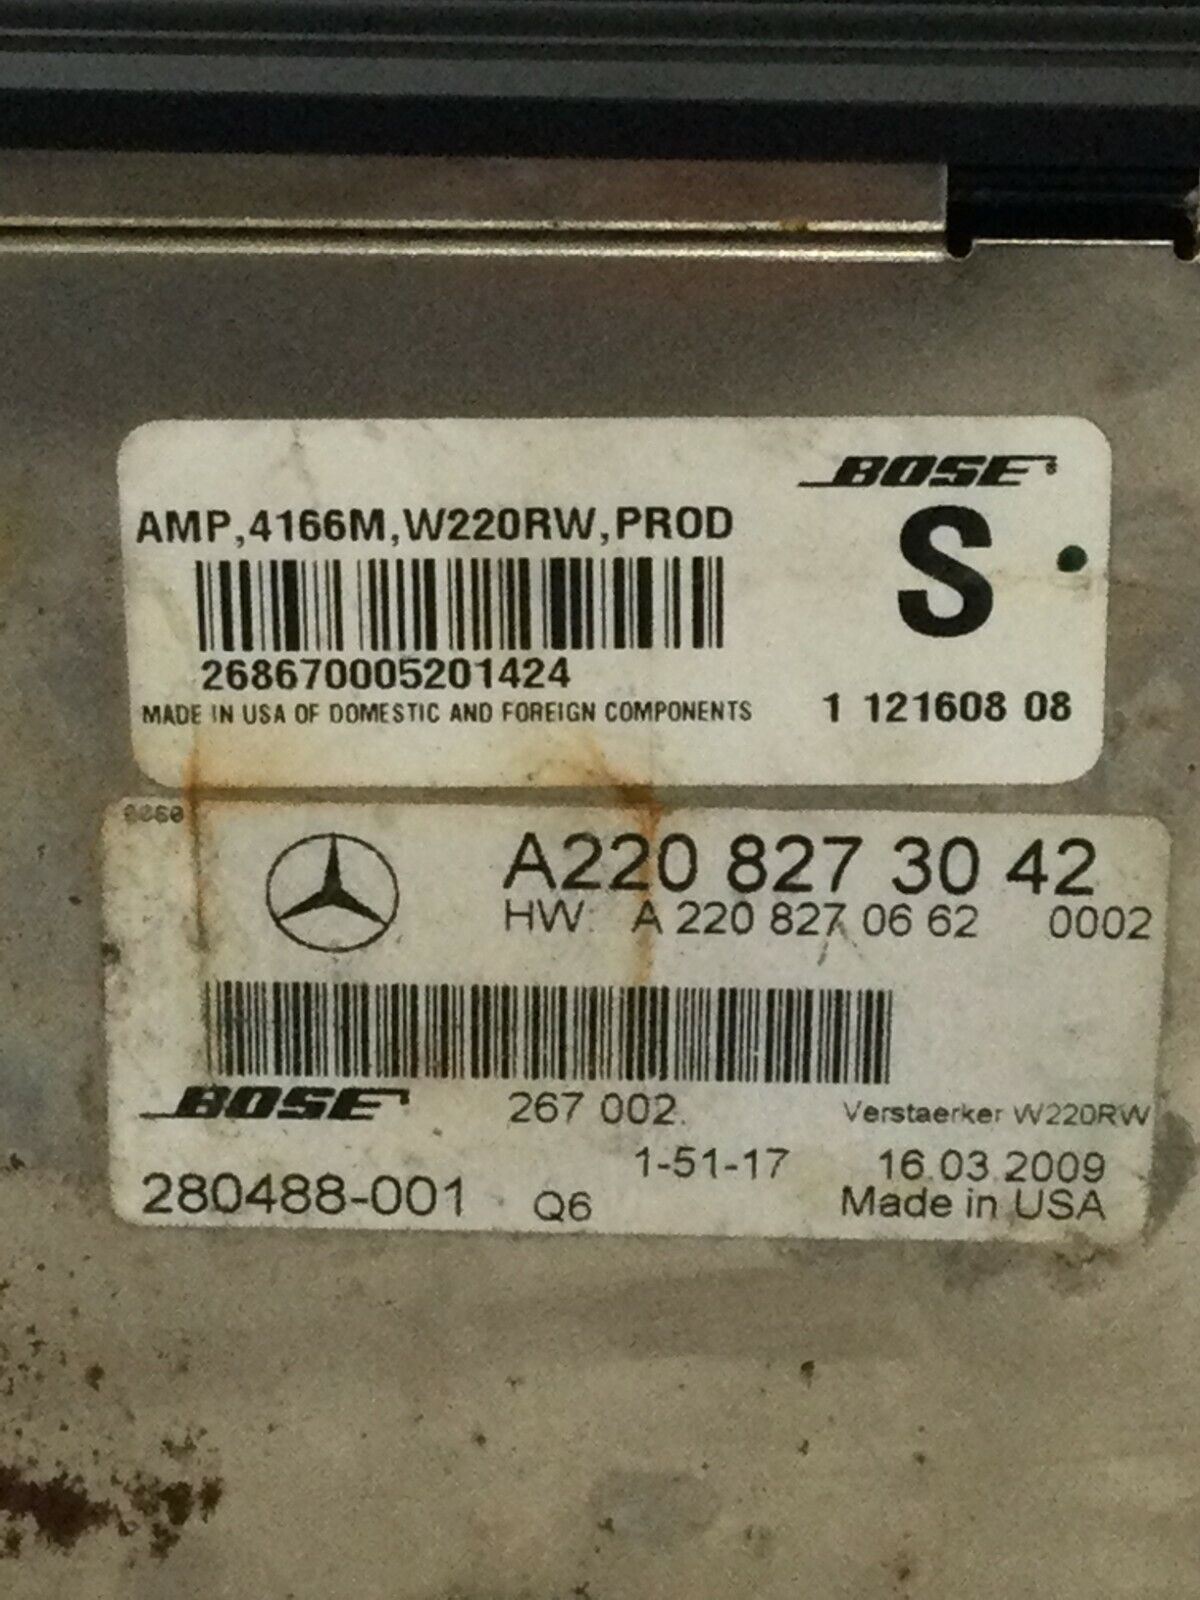 BOSE®
AMP,4166M,W220RW,PROD
S
268670005201424
MADE IN USA OF DOMESTIC AND FOREIGN COMPONENTS
1 121608 08
A220 827 30 42
HW: A 220 827 06 62 0002
BOSE
267 002
Verstaerker W220RW
1-51-17
16.03.2009
280488-001
Q6
Made in USA